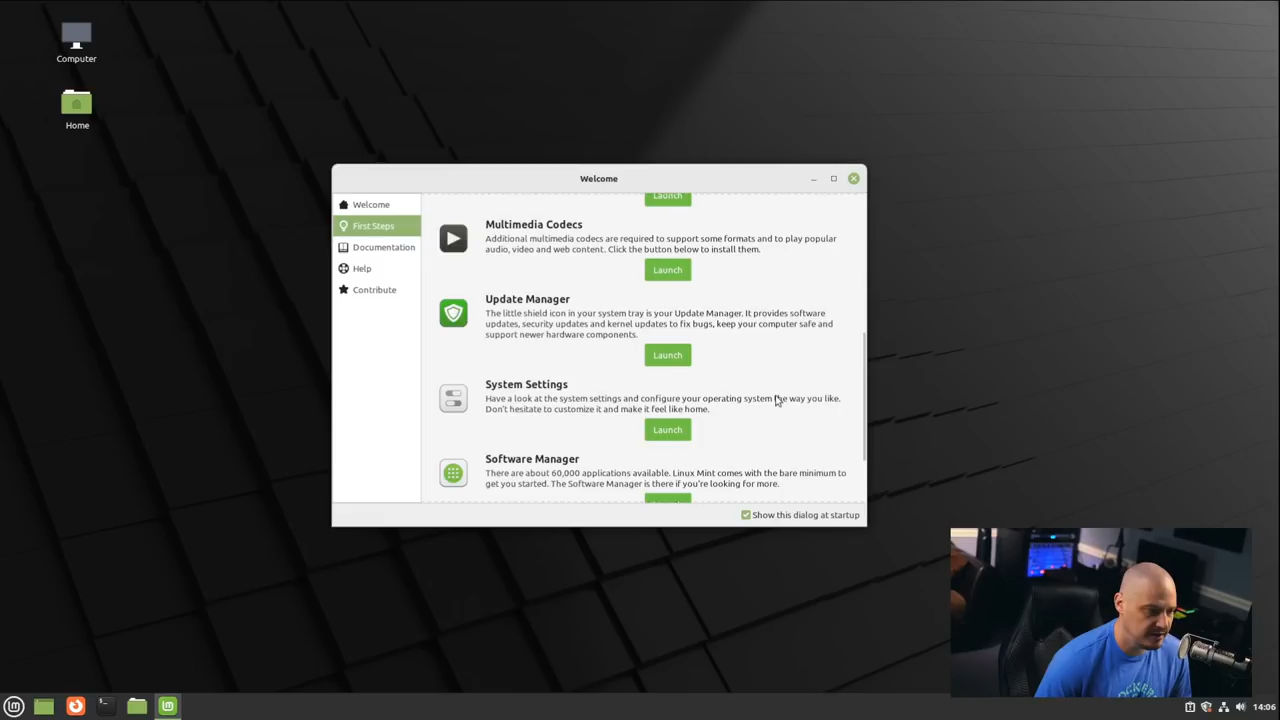 Computer
Home
Welcome
Welcome
First Steps
Documentation
Help
Contribute
Launch
Multimedia Codecs
Additional multimedia codecs are required to support some formats and to play popular
audio, video and web content. Click the button below to install them.
Launch
Update Manager
The little shield icon in your system tray is your Update Manager. It provides software
updates, security updates and kernel updates to fix bugs, keep your computer safe and
support newer hardware components.
Launch
System Settings
Have a look at the system settings and configure your operating system the way you like.
Don't hesitate to customize it and make it feel like home.
Launch
Software Manager
There are about 60,000 applications available. Linux Mint comes with the bare minimum to
get you started. The Software Manager is there if you're looking for more.
Show this dialog at startup
14:06